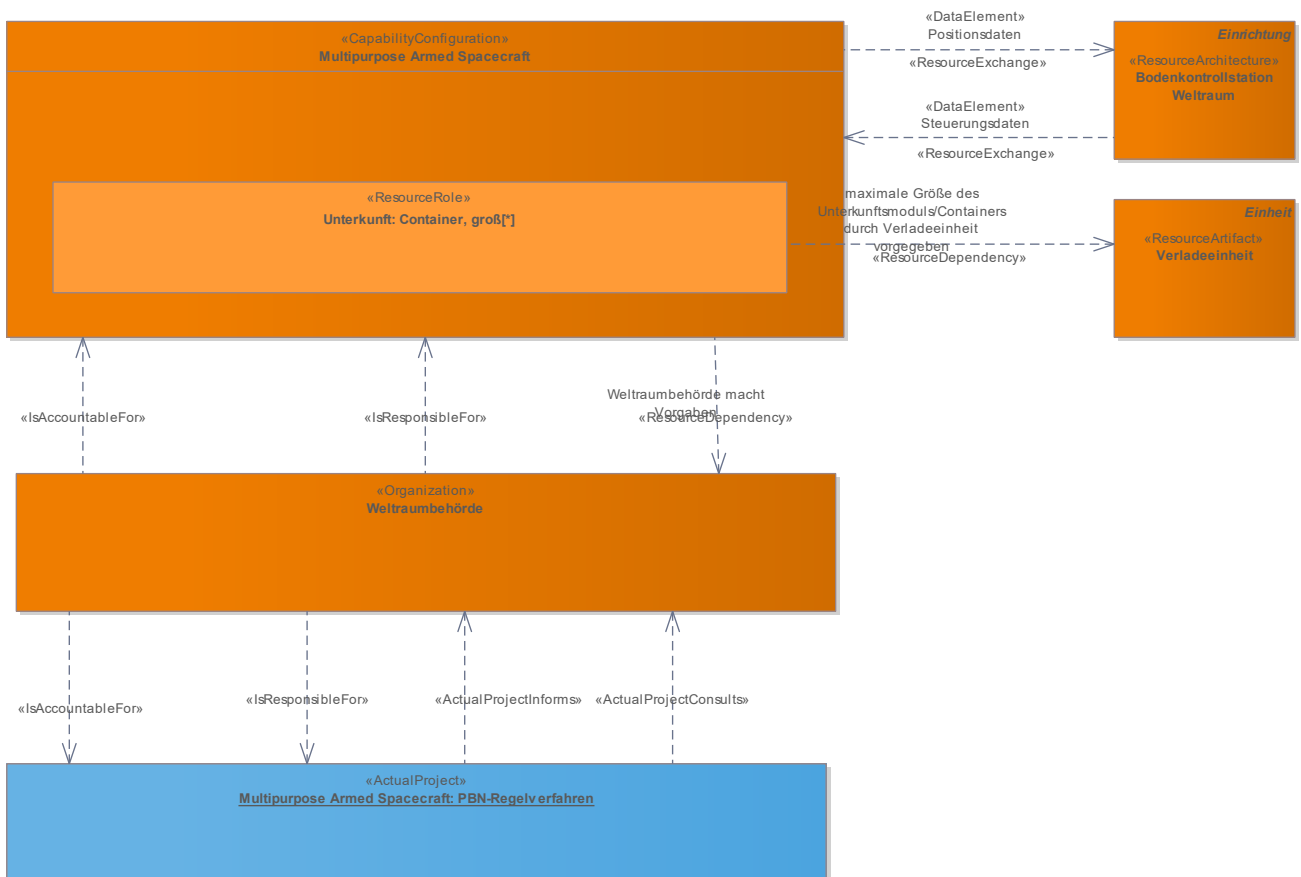 «CapabilityConfiguration»
Multipurpose Armed Spacecraft
«DataElement»
Positionsdaten
«ResourceExchange»
Einrichtung
«ResourceArchitecture»
Bodenkontrollstation
Weltraum
«DataElement»
Steuerungsdaten
«ResourceExchange»
«ResourceRole»
Unterkunft: Container, groß[*]
maximale Größe des
Unterkunftsmoduls/Containers
durch Verladeeinheit
vorgegeben
«ResourceDependency»
Einheit
«ResourceArtifact»
Verladeeinheit
«IsAccountableFor»
«IsResponsibleFor»
Weltraumbehörde macht
Vorgaben
«ResourceDependency»
«Organization»
Weltraumbehörde
«IsAccountableFor»
«IsResponsibleFor»
«ActualProjectInforms»
«ActualProjectConsults»
«ActualProject»
Multipurpose Armed Spacecraft: PBN-Regelverfahren